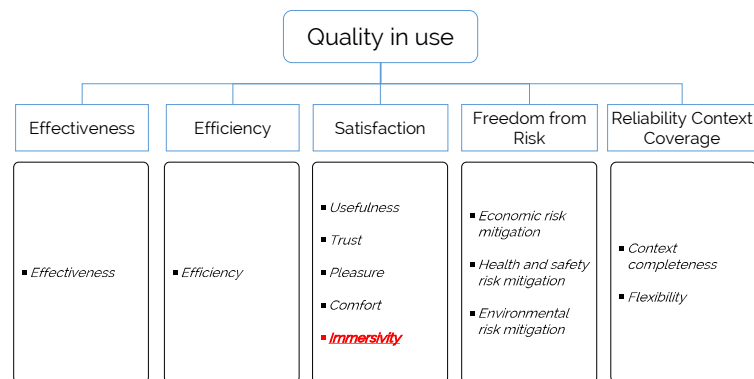 Quality in use
Effectiveness
Efficiency
Satisfaction
Freedom from
Risk
Reliability Context
Coverage
Effectiveness
Efficiency
Usefulness
Trust
Pleasure
Comfort
Immersivity
Economic risk
mitigation
Health and safety
risk mitigation
Environmental
risk mitigation
Context
completeness
Flexibility